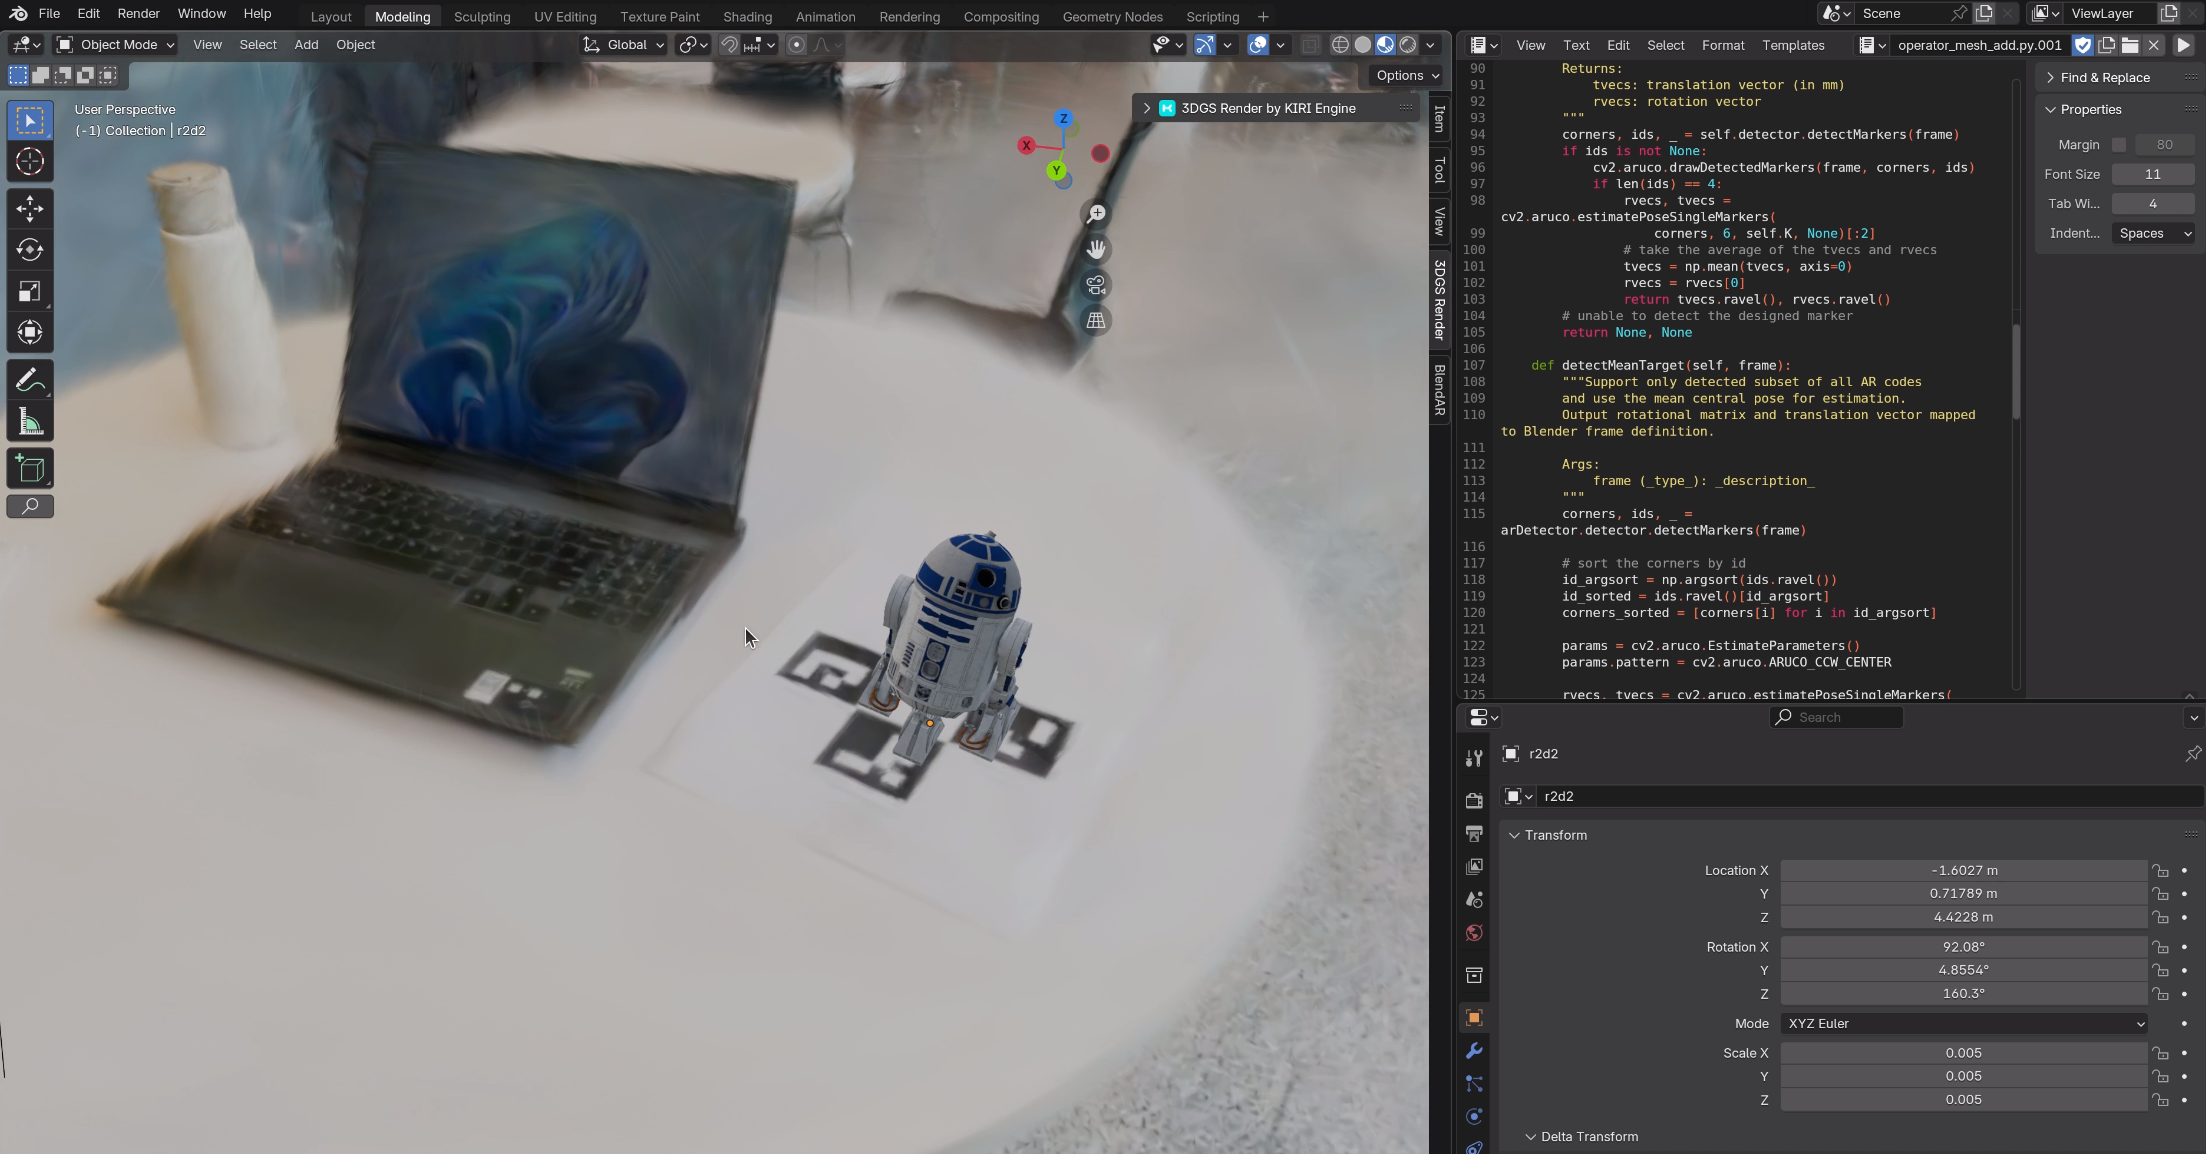 File Edit Render Window Help
Layout Modeling Sculpting UV Editing Texture Paint Shading Animation Rendering Compositing Geometry Nodes Scripting +
Scene
ViewLayer
Object Mode View Select Add Object
Global
Options
User Perspective
(-1) Collection | r2d2
3DGS Render by KIRI Engine
Z
X
Y
Item
Tool
View
3DGS Render
BlendAR
View Text Edit Select Format Templates
operator_mesh_add.py.001
90 Returns:
91 tvecs: translation vector (in mm)
92 rvecs: rotation vector
93 """
94 corners, ids, _ = self.detector.detectMarkers(frame)
95 if ids is not None:
96 cv2.aruco.drawDetectedMarkers(frame, corners, ids)
97 if len(ids) == 4:
98 rvecs, tvecs =
cv2.aruco.estimatePoseSingleMarkers(
99 corners, 6, self.K, None)[:2]
100 # take the average of the tvecs and rvecs
101 tvecs = np.mean(tvecs, axis=0)
102 rvecs = rvecs[0]
103 return tvecs.ravel(), rvecs.ravel()
104 # unable to detect the designed marker
105 return None, None
106
107 def detectMeanTarget(self, frame):
108 """Support only detected subset of all AR codes
109 and use the mean central pose for estimation.
110 Output rotational matrix and translation vector mapped
to Blender frame definition.
111
112 Args:
113 frame (_type_): _description_
114 """
115 corners, ids, _ =
arDetector.detector.detectMarkers(frame)
116
117 # sort the corners by id
118 id_argsort = np.argsort(ids.ravel())
119 id_sorted = ids.ravel()[id_argsort]
120 corners_sorted = [corners[i] for i in id_argsort]
121
122 params = cv2.aruco.EstimateParameters()
123 params.pattern = cv2.aruco.ARUCO_CCW_CENTER
124
125 rvecs, tvecs = cv2.aruco.estimatePoseSingleMarkers(
Find & Replace
Properties
Margin 80
Font Size 11
Tab Wi... 4
Indent... Spaces
Search
r2d2
r2d2
Transform
Location X -1.6027 m
Y 0.71789 m
Z 4.4228 m
Rotation X 92.08°
Y 4.8554°
Z 160.3°
Mode XYZ Euler
Scale X 0.005
Y 0.005
Z 0.005
Delta Transform